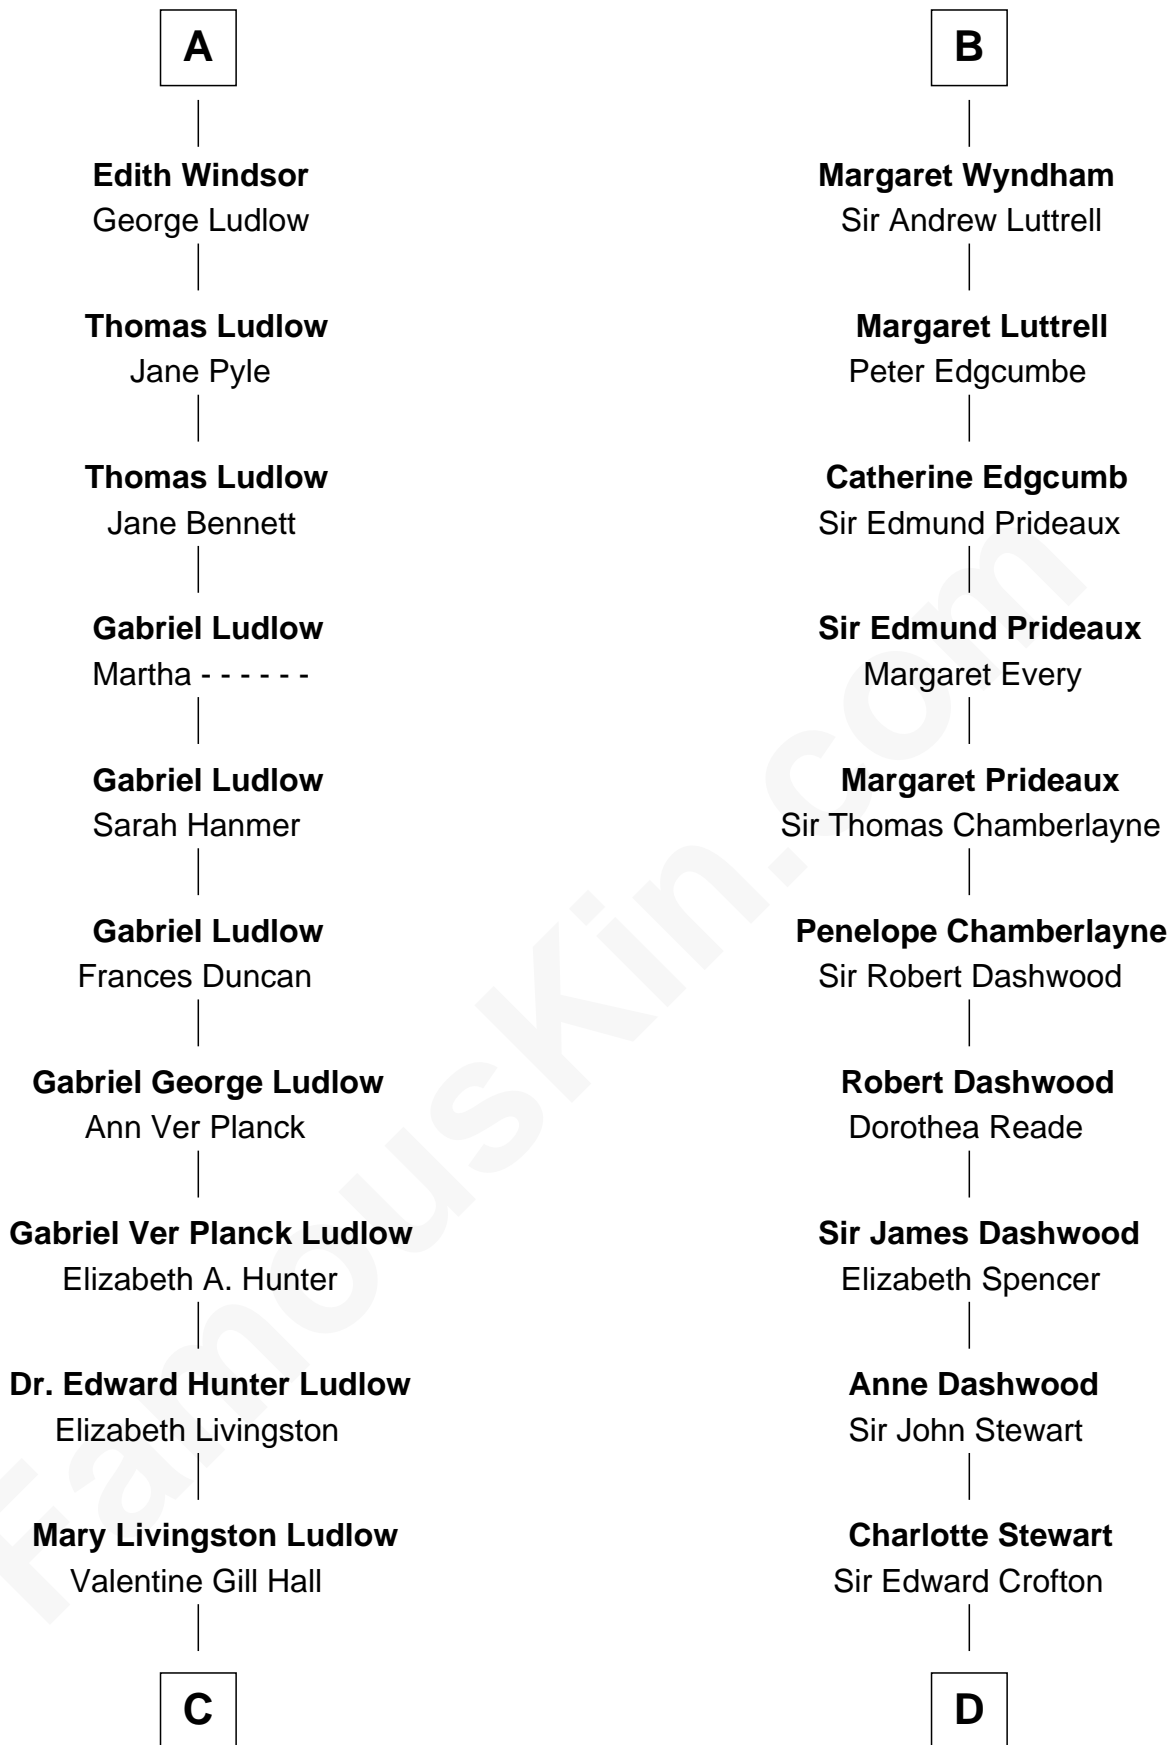 A
Edith Windsor
George Ludlow
Thomas Ludlow
Jane Pyle
Thomas Ludlow
Jane Bennett
Gabriel Ludlow
Martha - - - - - -
Gabriel Ludlow
Sarah Hanmer
Gabriel Ludlow
Frances Duncan
Gabriel George Ludlow
Ann Ver Planck
Gabriel Ver Planck Ludlow
Elizabeth A. Hunter
Dr. Edward Hunter Ludlow
Elizabeth Livingston
Mary Livingston Ludlow
Valentine Gill Hall
C
B
Margaret Wyndham
Sir Andrew Luttrell
Margaret Luttrell
Peter Edgcumbe
Catherine Edgcumb
Sir Edmund Prideaux
Sir Edmund Prideaux
Margaret Every
Margaret Prideaux
Sir Thomas Chamberlayne
Penelope Chamberlayne
Sir Robert Dashwood
Robert Dashwood
Dorothea Reade
Sir James Dashwood
Elizabeth Spencer
Anne Dashwood
Sir John Stewart
Charlotte Stewart
Sir Edward Crofton
D
FamousKin.com